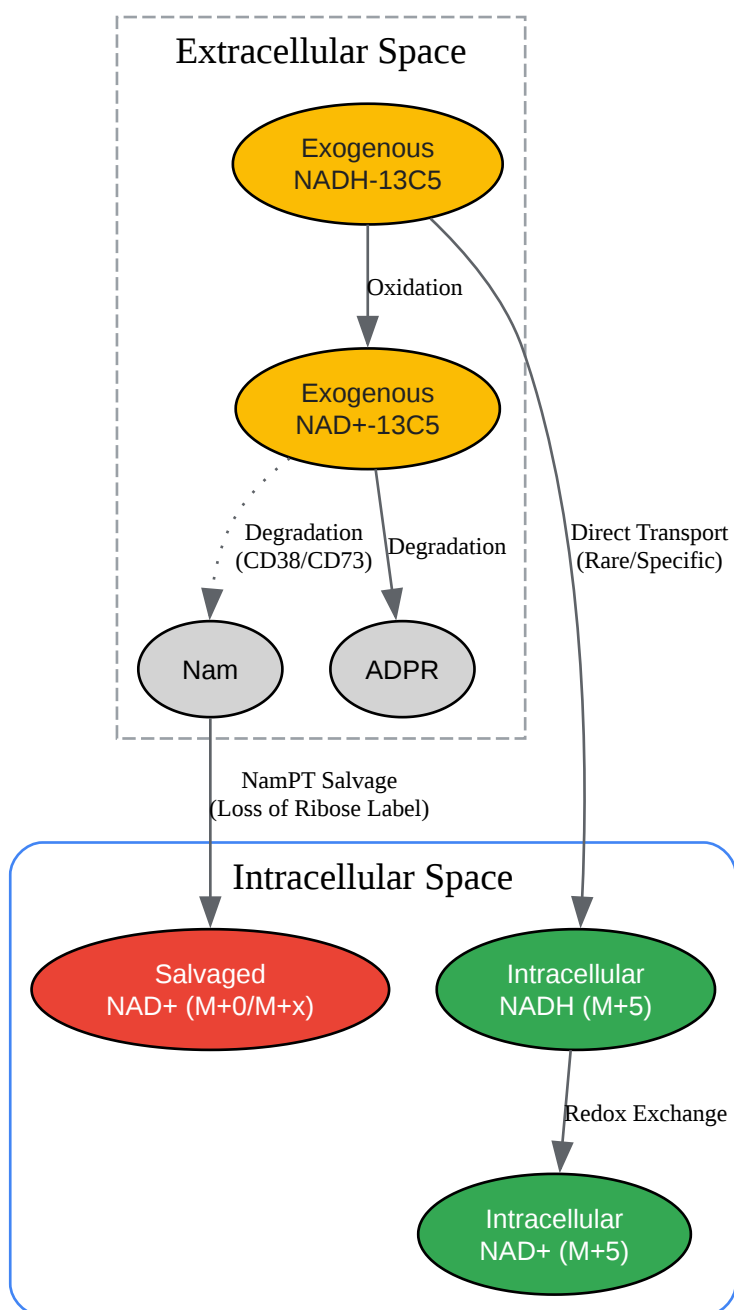 Extracellular Space
Exogenous
NADH-13C5
Oxidation
Exogenous
NAD+-13C5
Degradation
(CD38/CD73)
Degradation
Direct Transport
(Rare/Specific)
Nam
ADPR
NamPT Salvage
(Loss of Ribose Label)
Intracellular Space
Salvaged
NAD+ (M+0/M+x)
Intracellular
NADH (M+5)
Redox Exchange
Intracellular
NAD+ (M+5)